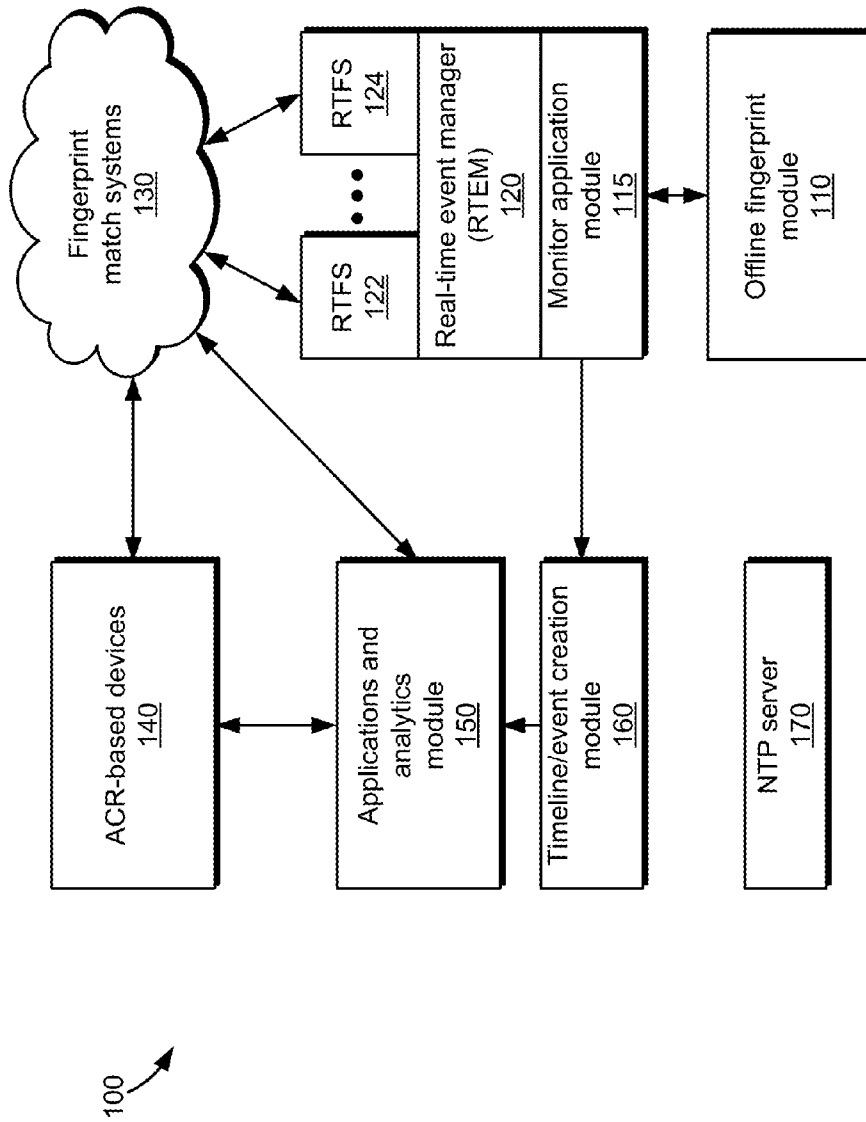 100
ACR-based devices
140
Fingerprint
match systems
130
Applications and
analytics
module
150
RTFS
122
RTFS
124
Real-time event manager
(RTEM)
120
Monitor application
module
115
Timeline/event creation
module
160
NTP server
170
Offline fingerprint
module
110